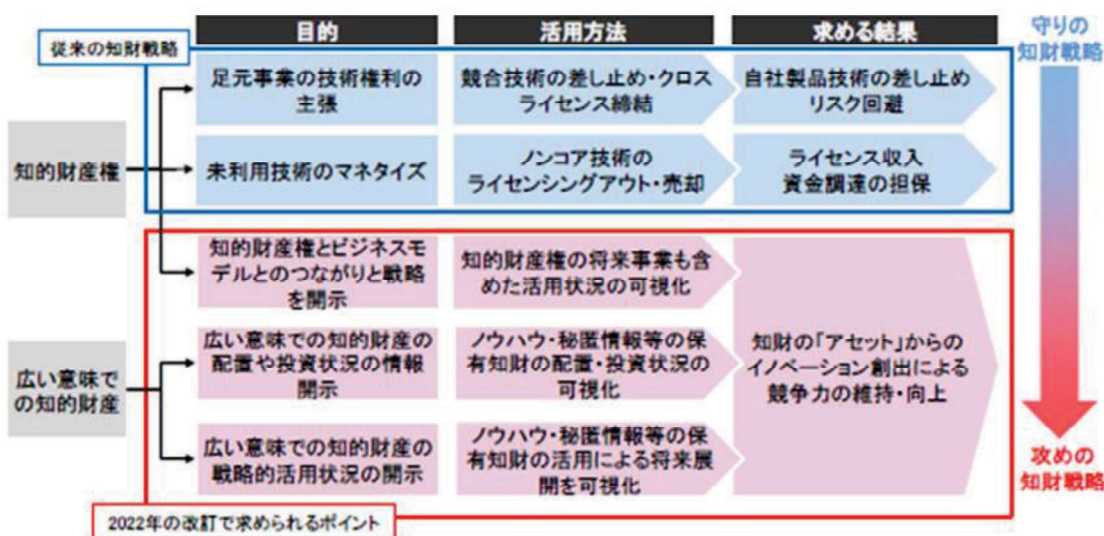 目的
活用方法
求める結果
守りの
知財戦略
従来の知財戦略
足元事業の技術権利の
主張
競合技術の差し止め・クロス
ライセンス締結
自社製品技術の差し止め
リスク回避
知的財産権
未利用技術のマネタイズ
ノンコア技術の
ライセンシングアウト・売却
ライセンス収入
資金調達の担保
知的財産権とビジネスモ
デルとのつながりと戦略
を開示
知的財産権の将来事業も含
めた活用状況の可視化
広い意味で
の知的財産
広い意味での知的財産の
配置や投資状況の情報
開示
ノウハウ・秘匿情報等の保
有知財の配置・投資状況の
可視化
知財の「アセット」からの
イノベーション創出による
競争力の維持・向上
広い意味での知的財産の
戦略的活用状況の開示
ノウハウ・秘匿情報等の保
有知財の活用による将来展
開を可視化
攻めの
知財戦略
2022年の改訂で求められるポイント